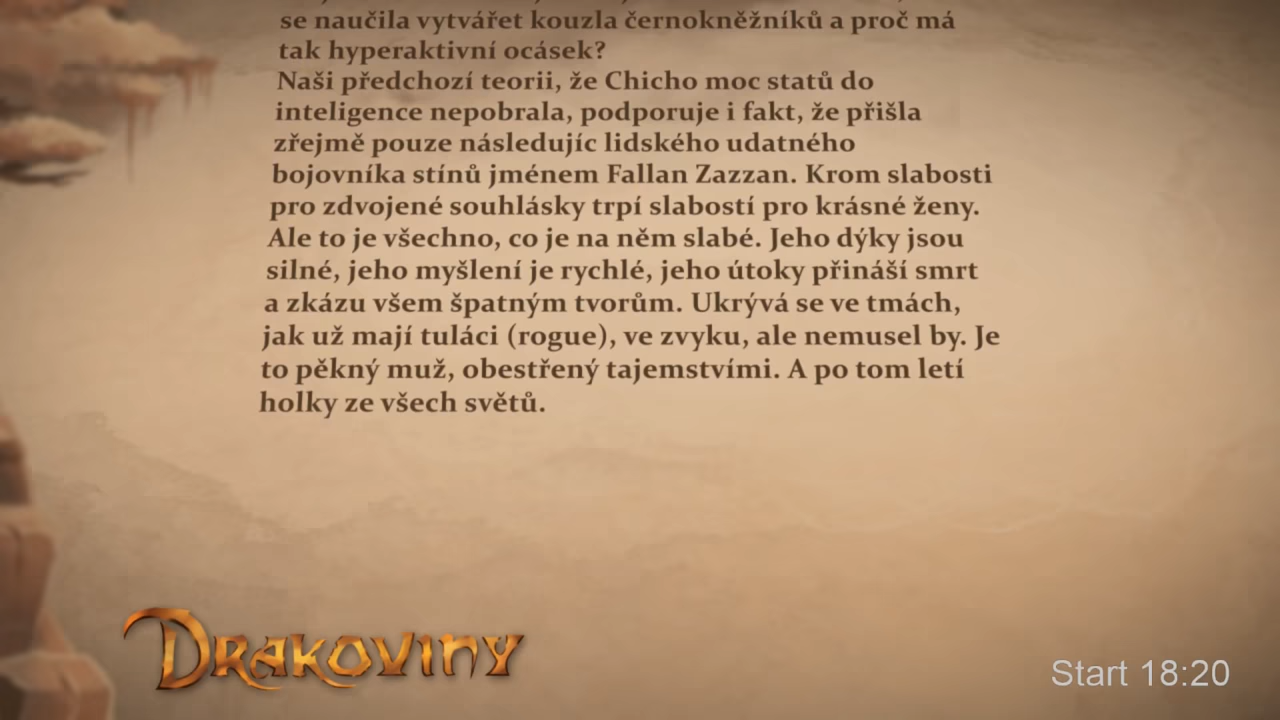 se naučila vytvářet kouzla černokněžníků a proč má
tak hyperaktivní ocásek?
Naši předchozí teorii, že Chicho moc statů do
inteligence nepobrala, podporuje i fakt, že přišla
zřejmě pouze následujíc lidského udatného
bojovníka stínů jménem Fallan Zazzan. Krom slabosti
pro zdvojené souhlásky trpí slabostí pro krásné ženy.
Ale to je všechno, co je na něm slabé. Jeho dýky jsou
silné, jeho myšlení je rychlé, jeho útoky přináší smrt
a zkázu všem špatným tvorům. Ukrývá se ve tmách,
jak už mají tuláci (rogue), ve zvyku, ale nemusel by. Je
to pěkný muž, obestřený tajemstvími. A po tom letí
holky ze všech světů.
Drakoviny
Start 18:20